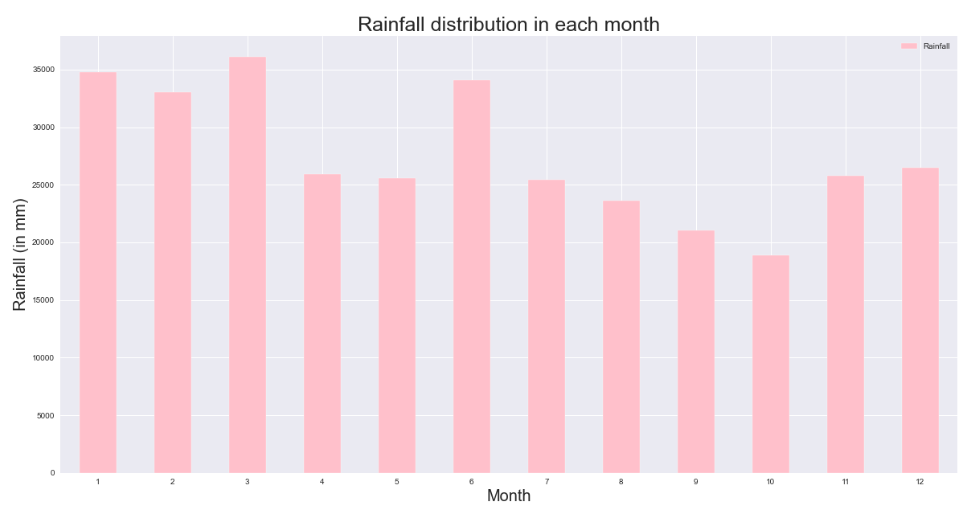 Rainfall distribution in each month
Rainfall
35000
30000
25000
20000
15000
10000
5000
0
Rainfall (in mm)
1 2 3 4 5 6 7 8 9 10 11 12
Month